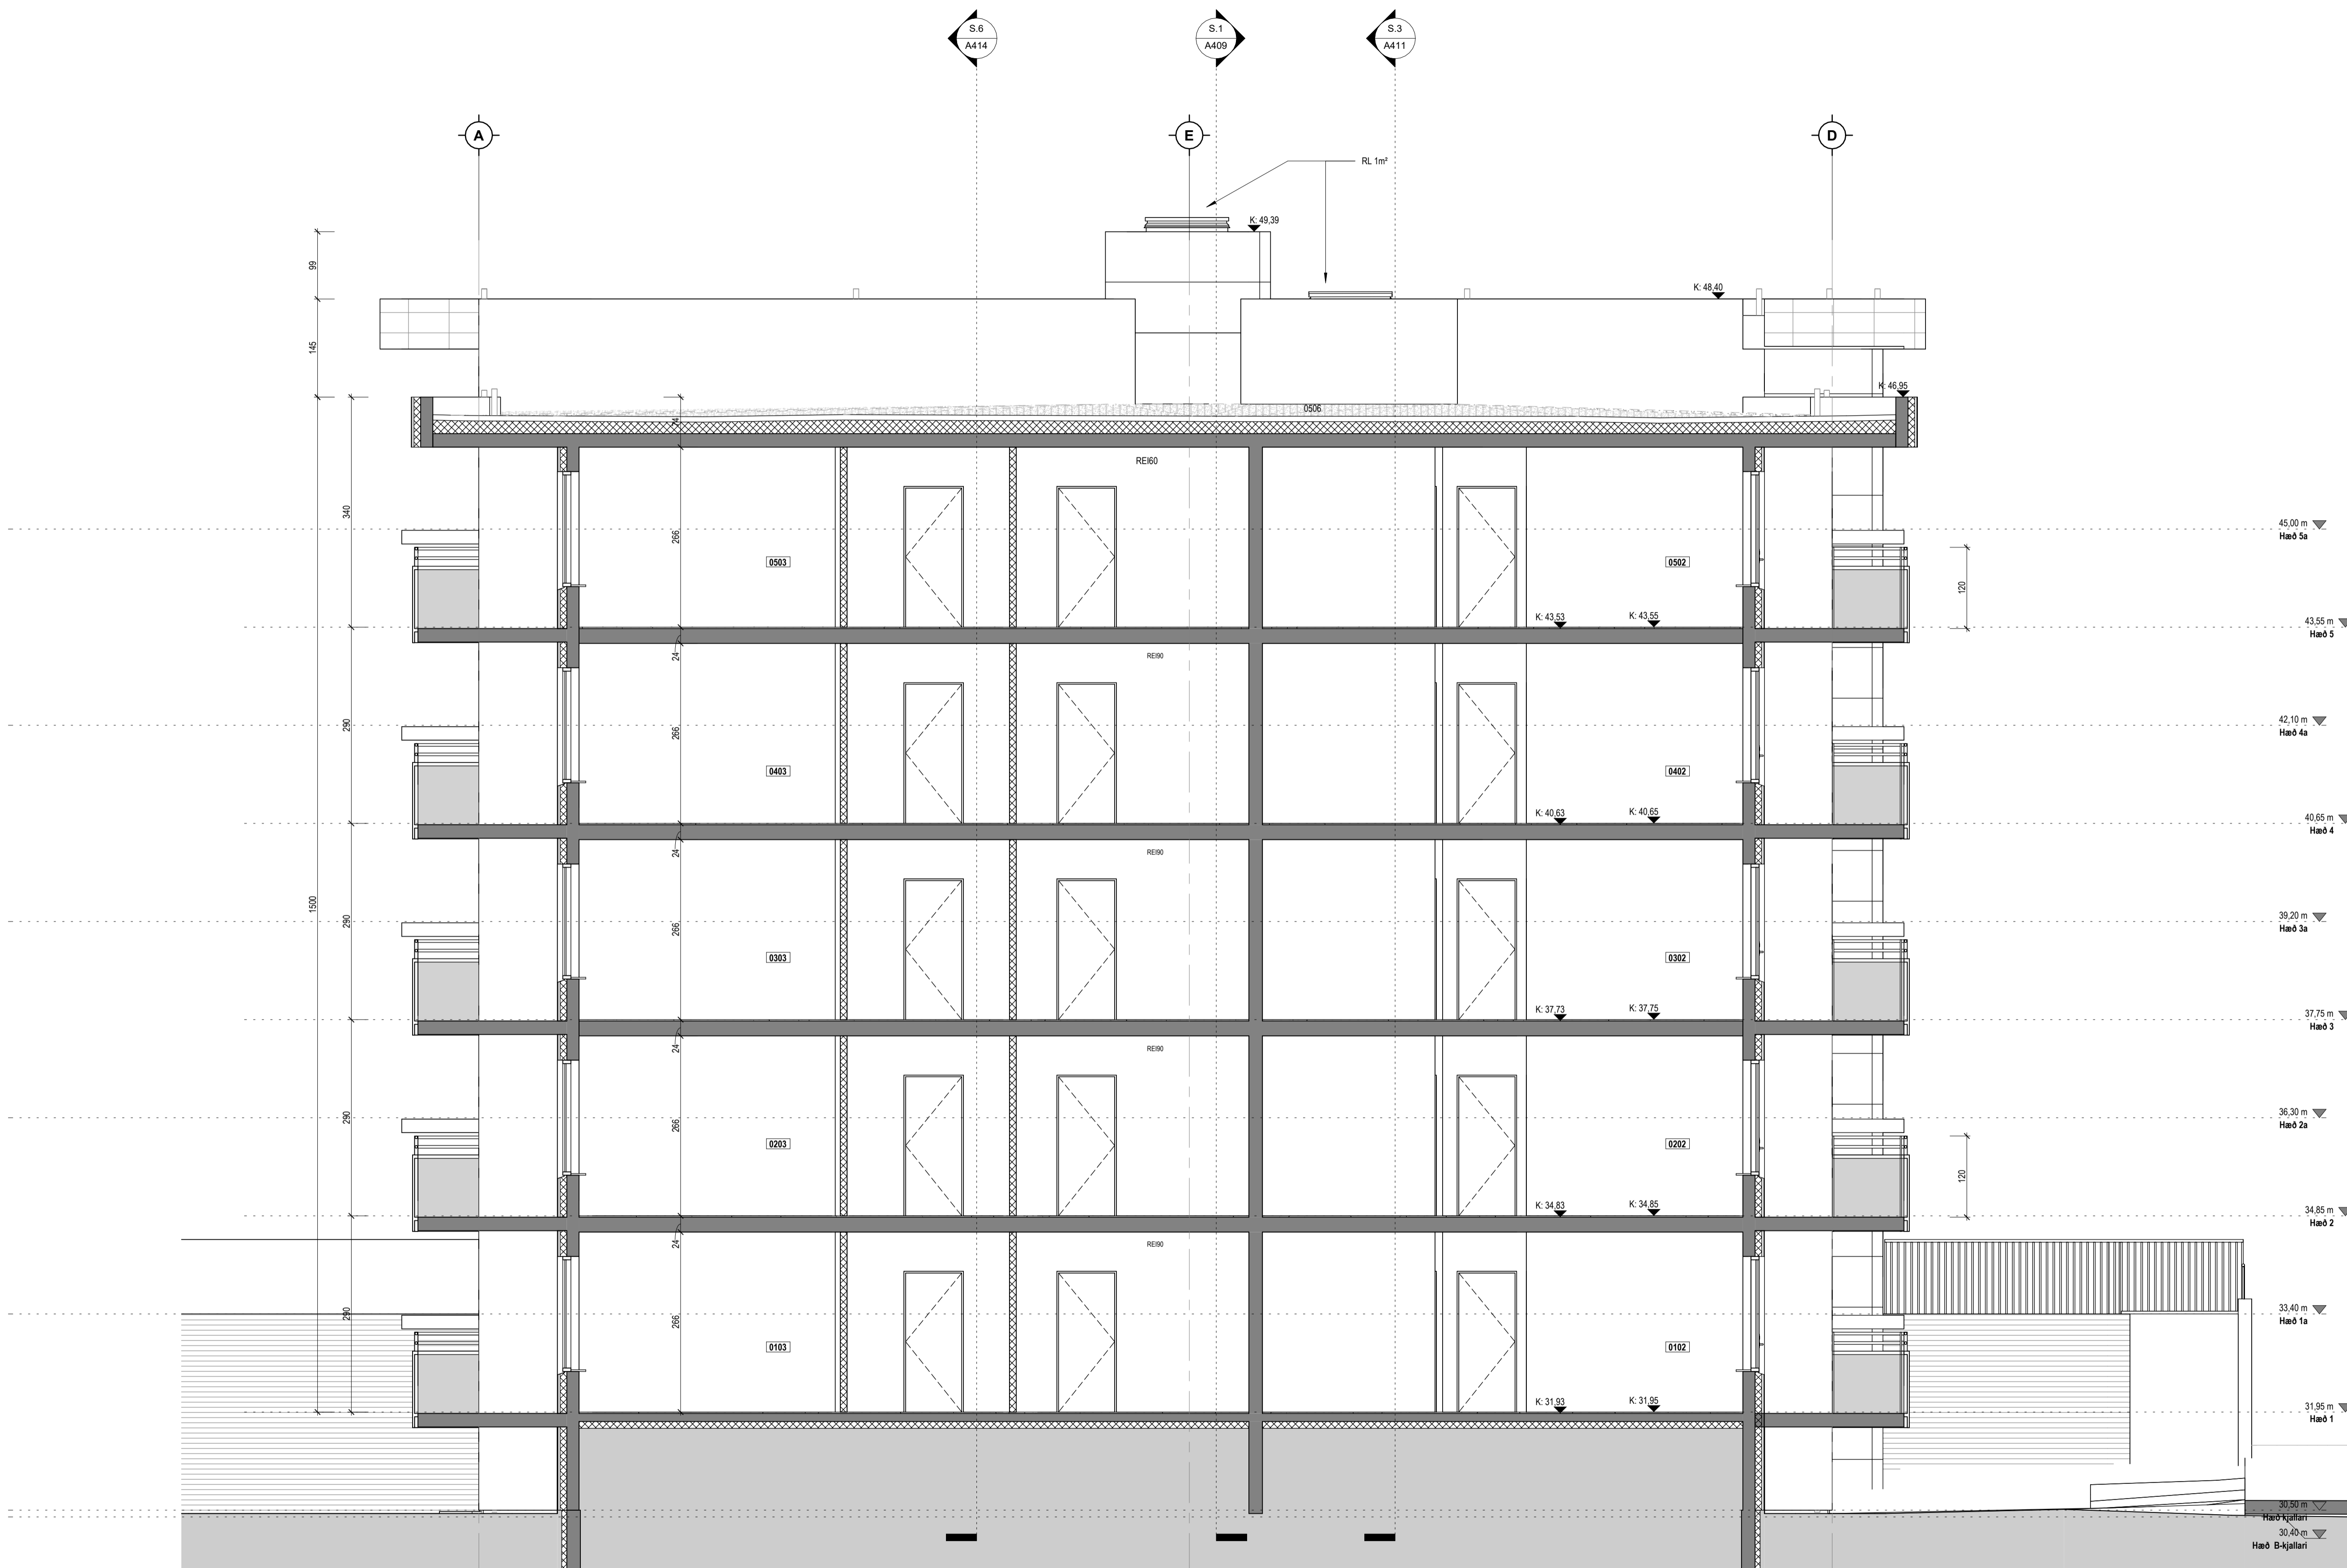 S.6
A414
S.1
A409
S.3
A411
A
E
D
RL 1m²
K: 49,39
99
K: 48,40
145
K: 46,95
74
0506
REI60
340
266
45,00 m
Hæð 5a
0503
0502
120
K: 43,53
K: 43,55
43,55 m
Hæð 5
24
REI90
290
266
42,10 m
Hæð 4a
0403
0402
K: 40,63
K: 40,65
40,65 m
Hæð 4
24
REI90
1500
290
266
39,20 m
Hæð 3a
0303
0302
K: 37,73
K: 37,75
37,75 m
Hæð 3
24
REI90
290
266
36,30 m
Hæð 2a
0203
0202
120
K: 34,83
K: 34,85
34,85 m
Hæð 2
24
REI90
290
266
33,40 m
Hæð 1a
0103
0102
K: 31,93
K: 31,95
31,95 m
Hæð 1
30,50 m
Hæð kjallari
30,40 m
Hæð B-kjallari